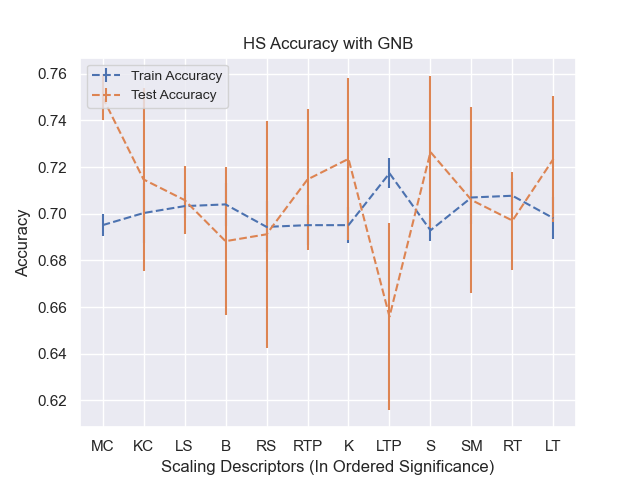 HS Accuracy with GNB
Train Accuracy
Test Accuracy
0.76
0.74
0.72
0.70
0.68
0.66
0.64
0.62
Accuracy
MC KC LS B RS RTP K LTP S SM RT LT
Scaling Descriptors (In Ordered Significance)